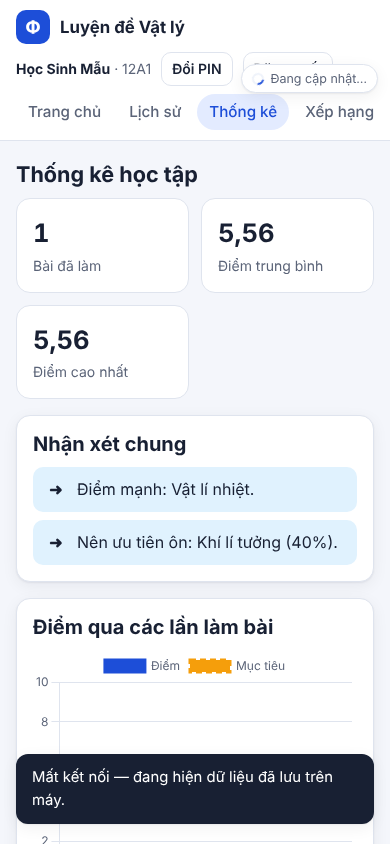 Φ Luyện đề Vật lý
Học Sinh Mẫu · 12A1 Đổi PIN
Đang cập nhật...
Trang chủ Lịch sử Thống kê Xếp hạng
Thống kê học tập
1
Bài đã làm
5,56
Điểm trung bình
5,56
Điểm cao nhất
Nhận xét chung
➜ Điểm mạnh: Vật lí nhiệt.
➜ Nên ưu tiên ôn: Khí lí tưởng (40%).
Điểm qua các lần làm bài
Điểm Mục tiêu
10
8
Mất kết nối — đang hiện dữ liệu đã lưu trên
máy.
2